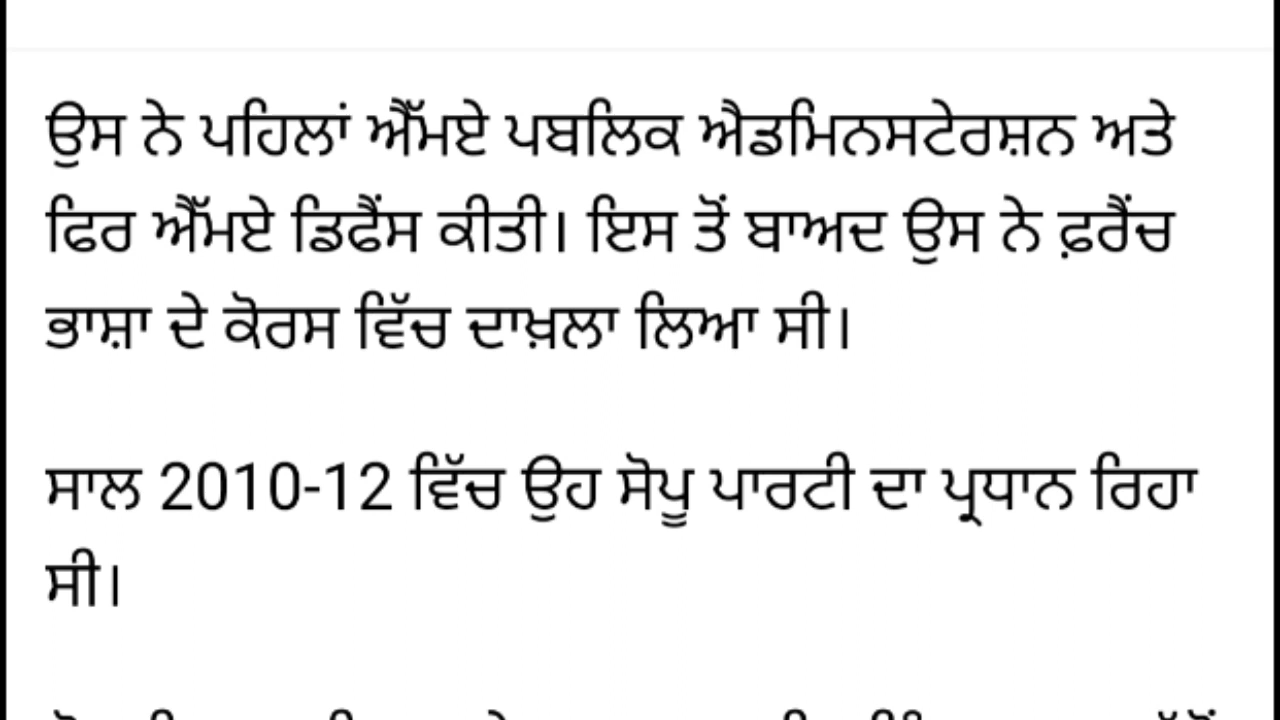 ਉਸ ਨੇ ਪਹਿਲਾਂ ਐੱਮਏ ਪਬਲਿਕ ਐਡਮਿਨਸਟੇਰਸ਼ਨ ਅਤੇ
ਫਿਰ ਐੱਮਏ ਡਿਫੈਂਸ ਕੀਤੀ। ਇਸ ਤੋਂ ਬਾਅਦ ਉਸ ਨੇ ਫ਼ਰੈਂਚ
ਭਾਸ਼ਾ ਦੇ ਕੋਰਸ ਵਿੱਚ ਦਾਖ਼ਲਾ ਲਿਆ ਸੀ।
ਸਾਲ 2010-12 ਵਿੱਚ ਉਹ ਸੋਪੂ ਪਾਰਟੀ ਦਾ ਪ੍ਰਧਾਨ ਰਿਹਾ
ਸੀ।